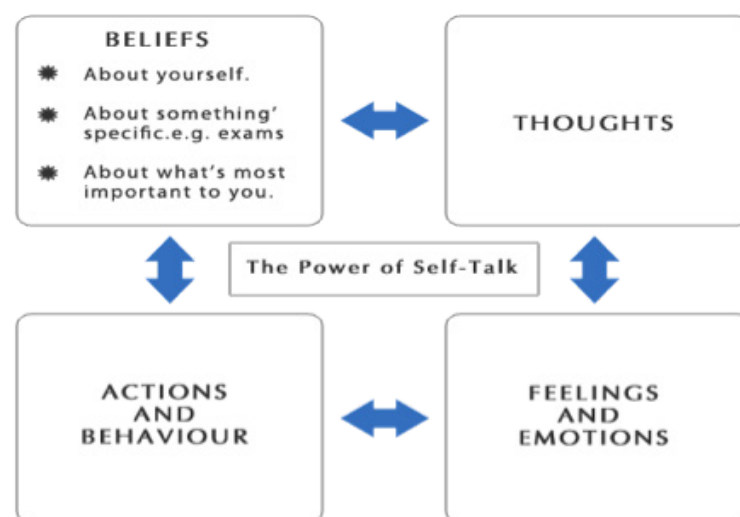 BELIEFS
About yourself.
About something'
specific.e.g. exams
About what's most
important to you.
THOUGHTS
The Power of Self-Talk
ACTIONS
AND
BEHAVIOUR
FEELINGS
AND
EMOTIONS